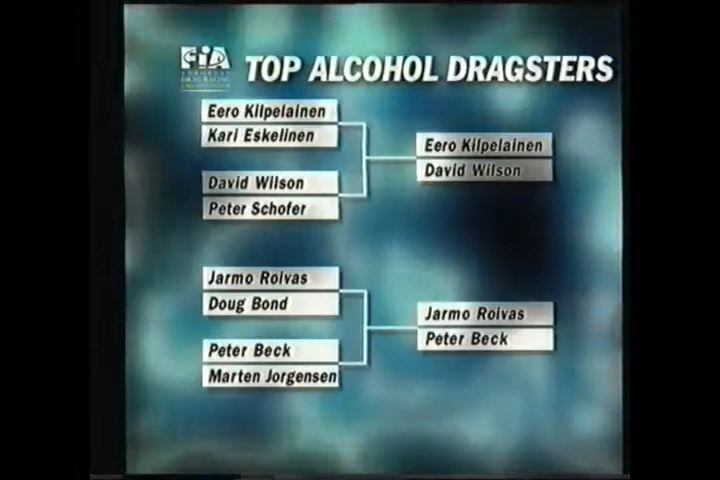 FIA
TOP ALCOHOL DRAGSTERS
Eero Kilpelainen
Kari Eskelinen
David Wilson
Peter Schofer
Eero Kilpelainen
David Wilson
Jarmo Roivas
Doug Bond
Peter Beck
Marten Jorgensen
Jarmo Roivas
Peter Beck